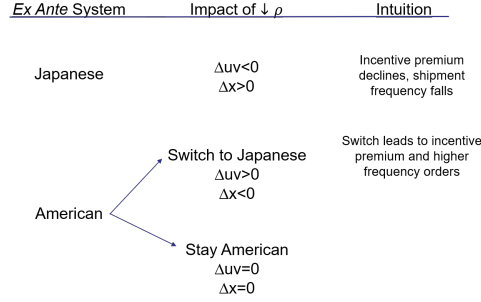 Ex Ante System Impact of ↓ ρ Intuition
Japanese
Δuv<0
Δx>0
Incentive premium
declines, shipment
frequency falls
Switch to Japanese
Δuv>0
Δx<0
Switch leads to incentive
premium and higher
frequency orders
American
Stay American
Δuv=0
Δx=0